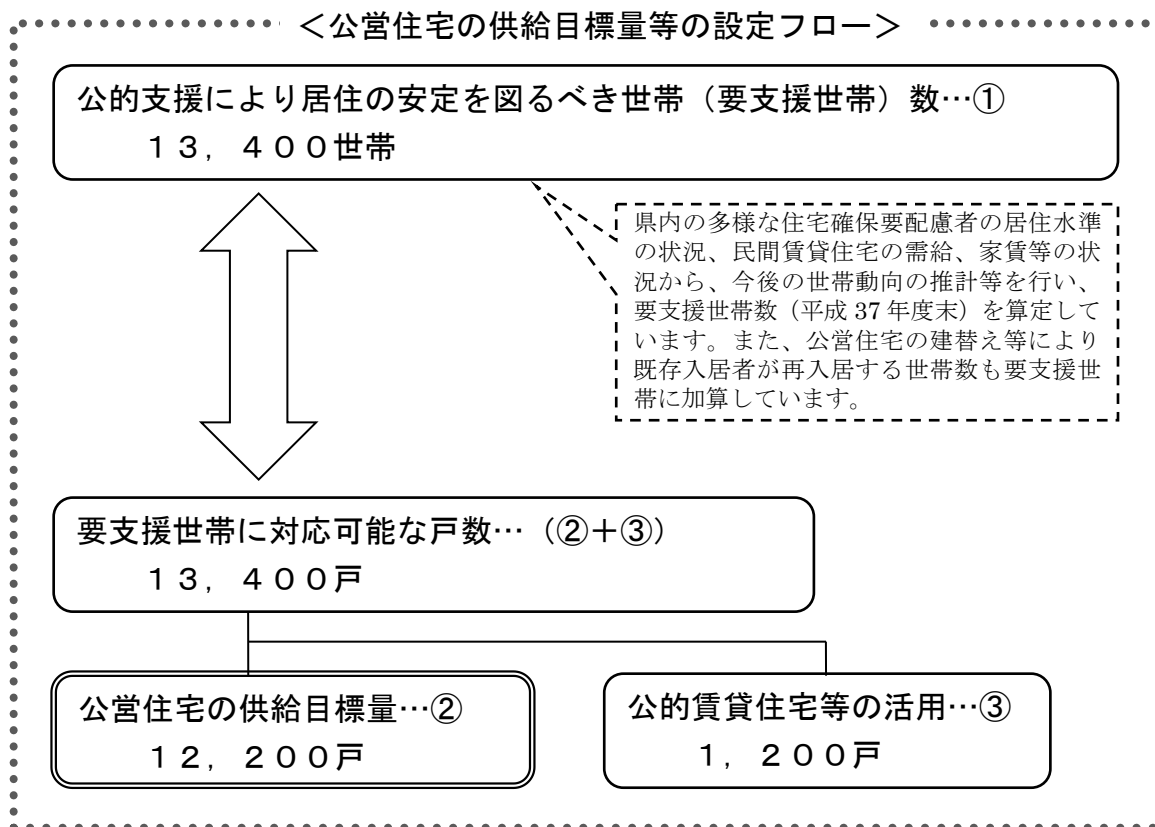 ＜公営住宅の供給目標量等の設定フロー＞
公的支援により居住の安定を図るべき世帯（要支援世帯）数…①
１３，４００世帯
県内の多様な住宅確保要配慮者の居住水準
の状況、民間賃貸住宅の需給、家賃等の状
況から、今後の世帯動向の推計等を行い、
要支援世帯数（平成 37 年度末）を算定して
います。また、公営住宅の建替え等により
既存入居者が再入居する世帯数も要支援世
帯に加算しています。
要支援世帯に対応可能な戸数…（②＋③）
１３，４００戸
公営住宅の供給目標量…②
１２，２００戸
公的賃貸住宅等の活用…③
１，２００戸